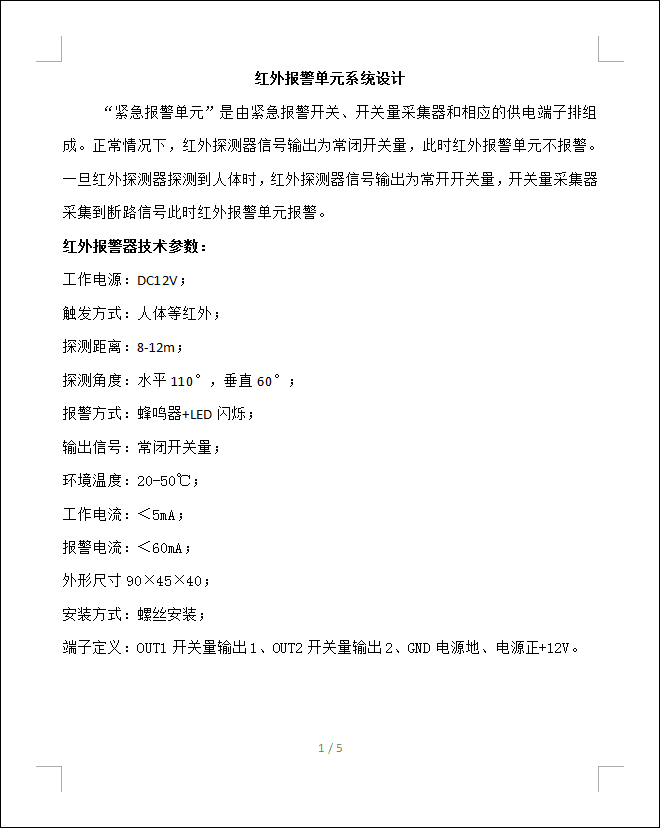 红外报警单元系统设计
“紧急报警单元”是由紧急报警开关、开关量采集器和相应的供电端子排组
成。正常情况下，红外探测器信号输出为常闭开关量，此时红外报警单元不报警。
一旦红外探测器探测到人体时，红外探测器信号输出为常开开关量，开关量采集器
采集到断路信号此时红外报警单元报警。
红外报警器技术参数：
工作电源：DC12V；
触发方式：人体等红外；
探测距离：8-12m；
探测角度：水平 110°，垂直 60°；
报警方式：蜂鸣器+LED 闪烁；
输出信号：常闭开关量；
环境温度：20-50℃；
工作电流：＜5mA；
报警电流：＜60mA；
外形尺寸 90×45×40；
安装方式：螺丝安装；
端子定义：OUT1 开关量输出 1、OUT2 开关量输出 2、GND 电源地、电源正+12V。
1 / 5